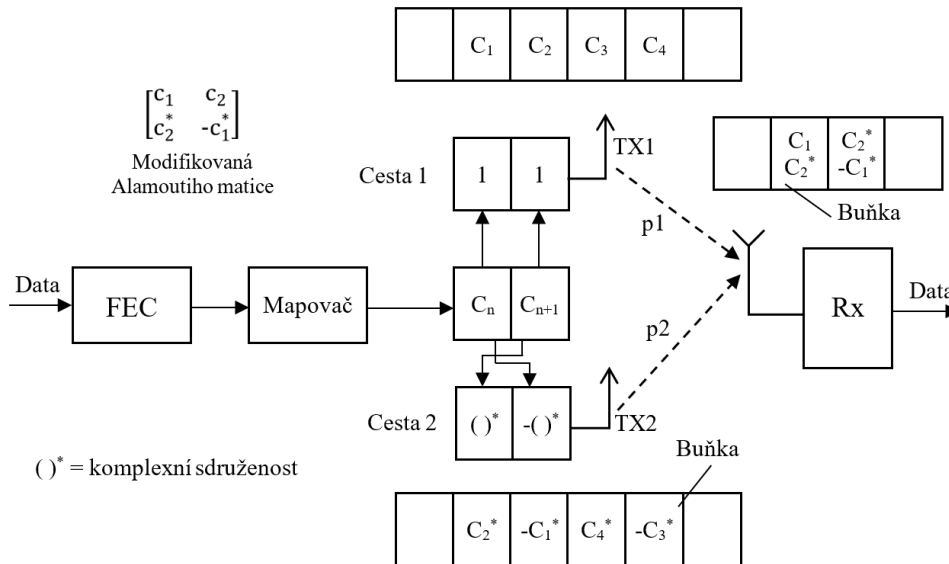 C₁ C₂ C₃ C₄
[c₁ c₂
c₂* -c₁*]
Modifikovaná
Alamoutiho matice
TX1
Cesta 1
1 1
C₁ C₂*
C₂* -C₁*
Buňka
p1
Data
FEC
Mapovač
Cₙ Cₙ₊₁
p2
Rx
Data
Cesta 2
( )* -( )*
TX2
( )* = komplexní sdruženost
Buňka
C₂* -C₁* C₄* -C₃*